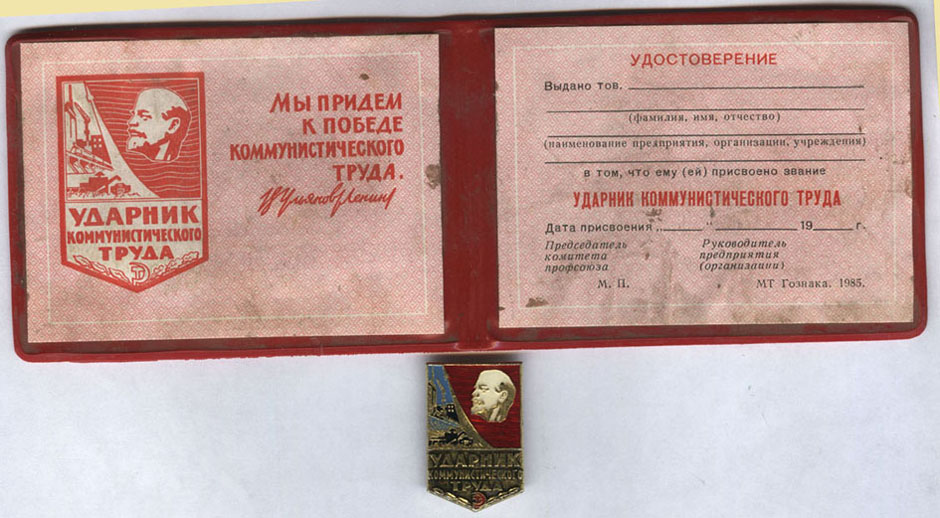 УДАРНИК
КОММУНИСТИЧЕСКОГО
ТРУДА
Мы придем
к победе
коммунистического
труда.
В Ульянов (Ленин)
УДОСТОВЕРЕНИЕ
Выдано тов.
(фамилия, имя, отчество)
(наименование предприятия, организации, учреждения)
в том, что ему (ей) присвоено звание
УДАРНИК КОММУНИСТИЧЕСКОГО ТРУДА
Дата присвоения „ “ 19 г.
Председатель
комитета
профсоюза
Руководитель
предприятия
(организации)
М. П.
МТ Гознака. 1985.
УДАРНИК
КОММУНИСТИЧЕСКОГО
ТРУДА